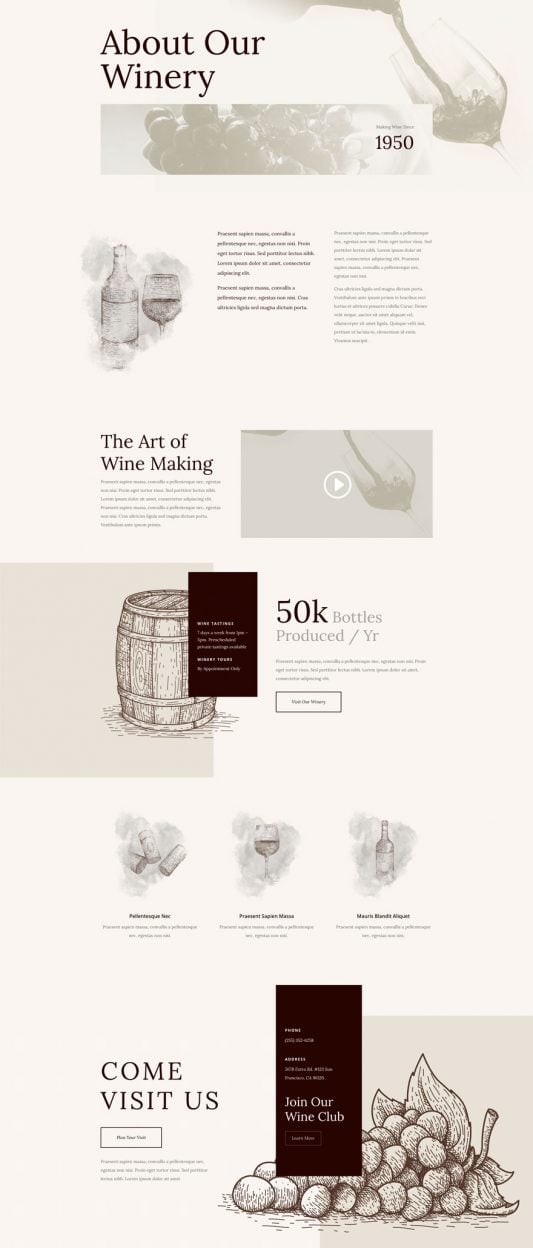 About Our
Winery
Making Wine Since
1950
Praesent sapien massa, convallis a
pellentesque nec, egestas non nisi. Proin
eget tortor risus. Sed porttitor lectus nibh.
Lorem ipsum dolor sit amet, consectetur
adipiscing elit.
Praesent sapien massa, convallis a
pellentesque nec, egestas non nisi. Cras
ultricies ligula sed magna dictum porta.
Praesent sapien massa, convallis a pellentesque
nec, egestas non nisi. Proin eget tortor risus. Sed
porttitor lectus nibh. Lorem ipsum dolor sit
amet, consectetur adipiscing elit. Praesent
sapien massa, convallis a pellentesque nec,
egestas non nisi.
Cras ultricies ligula sed magna dictum porta.
Vestibulum ante ipsum primis in faucibus orci
luctus et ultrices posuere cubilia Curae; Donec
velit neque, auctor sit amet aliquam vel,
ullamcorper sit amet ligula. Quisque velit nisi,
pretium ut lacinia in, elementum id enim.
Vivamus suscipit
The Art of
Wine Making
Praesent sapien massa, convallis a pellentesque nec, egestas
non nisi. Proin eget tortor risus. Sed porttitor lectus nibh.
Lorem ipsum dolor sit amet, consectetur adipiscing elit.
Praesent sapien massa, convallis a pellentesque nec, egestas
non nisi. Cras ultricies ligula sed magna dictum porta.
Vestibulum ante ipsum primis.
WINE TASTINGS
7 days a week from 1pm –
5pm. Prescheduled
private tastings available
WINERY TOURS
By Appointment Only
50k Bottles
Produced / Yr
Praesent sapien massa, convallis a pellentesque nec, egestas non nisi. Proin
eget tortor risus. Sed porttitor lectus nibh. Lorem ipsum dolor sit amet,
consectetur adipiscing elit.
Visit Our Winery
Pellentesque Nec
Praesent sapien massa, convallis a pellentesque
nec, egestas non nisi.
Praesent Sapien Massa
Praesent sapien massa, convallis a pellentesque
nec, egestas non nisi.
Mauris Blandit Aliquet
Praesent sapien massa, convallis a pellentesque
nec, egestas non nisi.
PHONE
(255) 352-6258
ADDRESS
Francisco, CA 96120.
Join Our
Wine Club
Learn More
COME
VISIT US
Plan Your Visit
Praesent sapien massa, convallis a pellentesque nec,
egestas non nisi. Proin eget tortor risus. Sed porttitor
lectus nibh. Lorem ipsum dolor sit amet